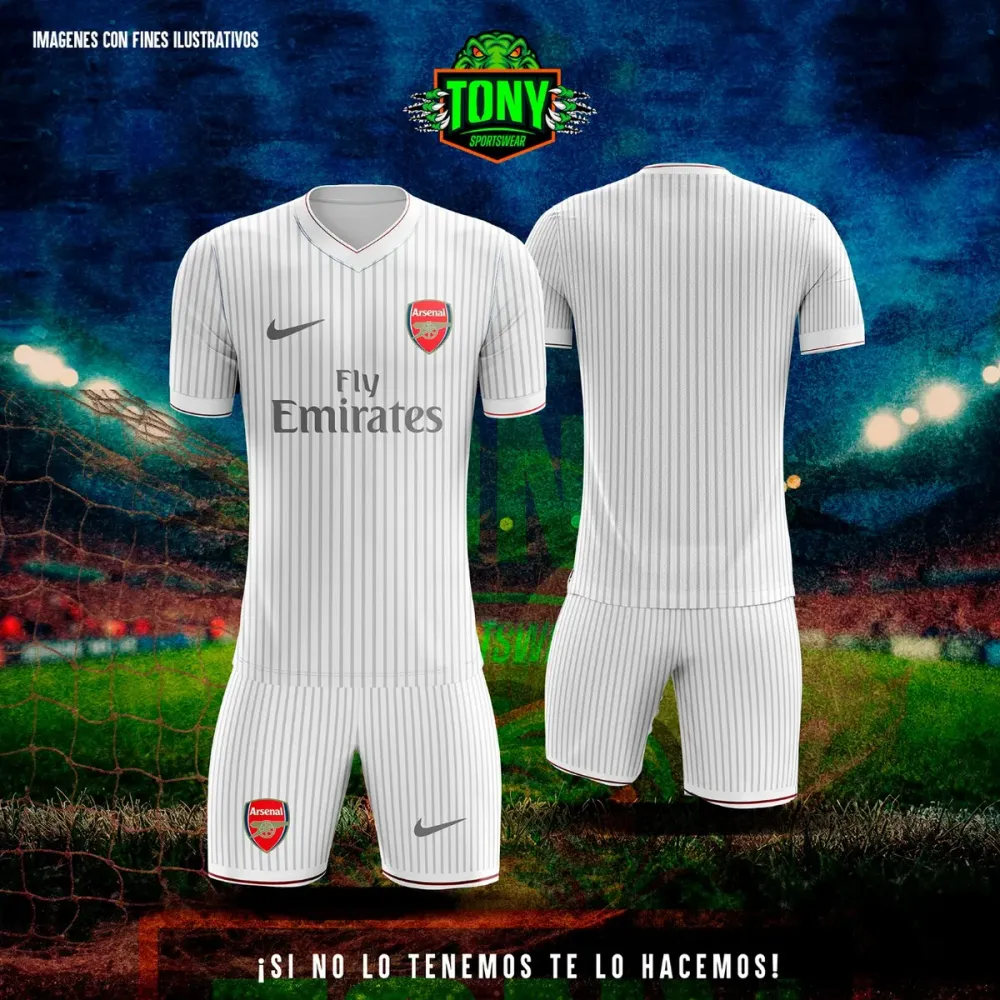 IMAGENES CON FINES ILUSTRATIVOS
TONY
SPORTSWEAR
Arsenal
Fly
Emirates
Arsenal
¡SI NO LO TENEMOS TE LO HACEMOS!